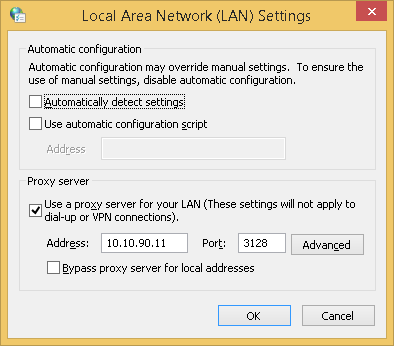 Local Area Network (LAN) Settings
Automatic configuration
Automatic configuration may override manual settings. To ensure the
use of manual settings, disable automatic configuration.
Automatically detect settings
Use automatic configuration script
Address
Proxy server
Use a proxy server for your LAN (These settings will not apply to
dial-up or VPN connections).
Address: 10.10.90.11 Port: 3128 Advanced
Bypass proxy server for local addresses
OK Cancel